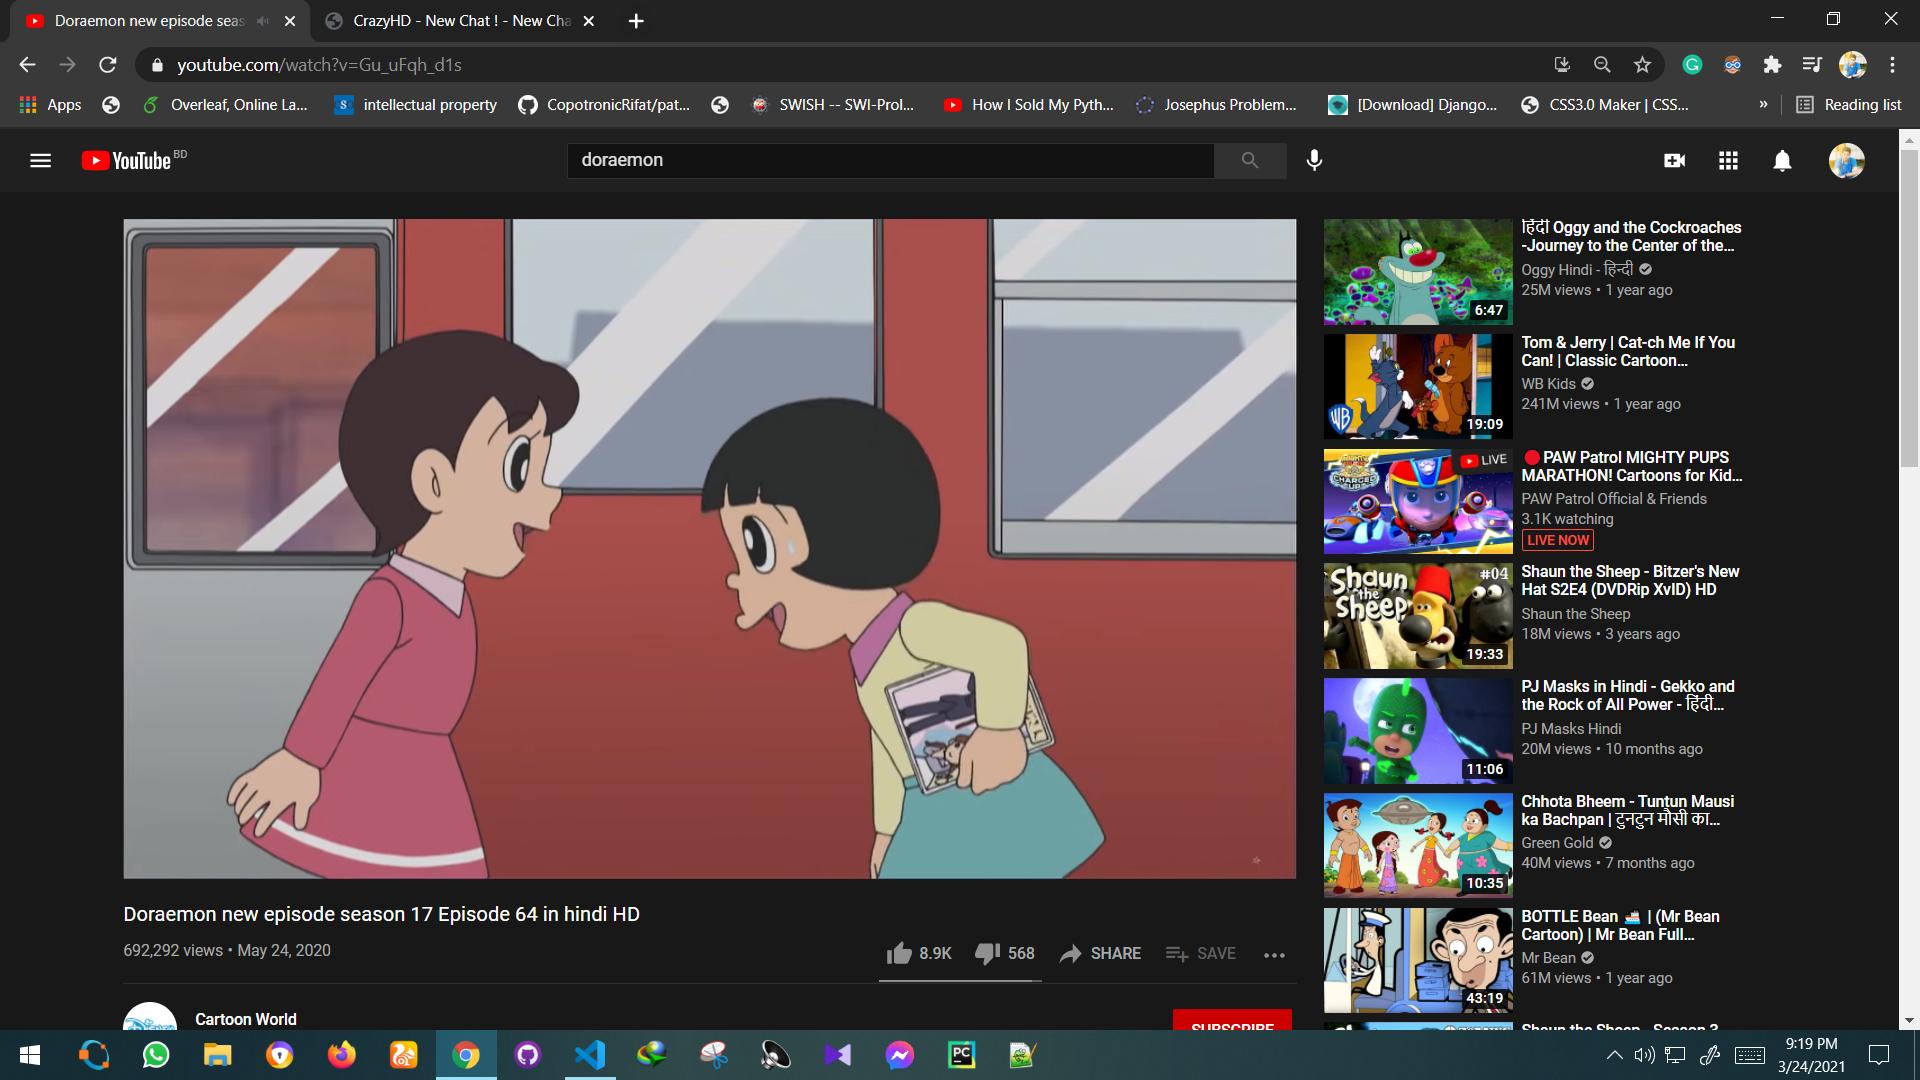 Doraemon new episode seas
CrazyHD - New Chat ! - New Cha
youtube.com/watch?v=Gu_uFqh_d1s
Apps
Overleaf, Online La...
intellectual property
CopotronicRifat/pat...
SWISH -- SWI-Prol...
How I Sold My Pyth...
Josephus Problem...
[Download] Django...
CSS3.0 Maker | CSS...
»
Reading list
YouTube BD
doraemon
हिंदी Oggy and the Cockroaches
-Journey to the Center of the...
Oggy Hindi - हिन्दी
25M views • 1 year ago
6:47
Tom & Jerry | Cat-ch Me If You
Can! | Classic Cartoon...
WB Kids
241M views • 1 year ago
WB
19:09
PAW Patrol MIGHTY PUPS
MARATHON! Cartoons for Kid...
PAW Patrol Official & Friends
3.1K watching
LIVE NOW
LIVE
CHARGED UP
Shaun the Sheep - Bitzer's New
Hat S2E4 (DVDRip XvID) HD
Shaun the Sheep
18M views • 3 years ago
Shaun
the
Sheep
#04
19:33
PJ Masks in Hindi - Gekko and
the Rock of All Power - हिंदी...
PJ Masks Hindi
20M views • 10 months ago
11:06
Chhota Bheem - Tuntun Mausi
ka Bachpan | टुनटुन मौसी का...
Green Gold
40M views • 7 months ago
10:35
BOTTLE Bean 🚢 | (Mr Bean
Cartoon) | Mr Bean Full...
Mr Bean
61M views • 1 year ago
43:19
Doraemon new episode season 17 Episode 64 in hindi HD
692,292 views • May 24, 2020
8.9K
568
SHARE
SAVE
Cartoon World
SUBSCRIBE
Shaun the Sheep - Season 3
PC
9:19 PM
3/24/2021